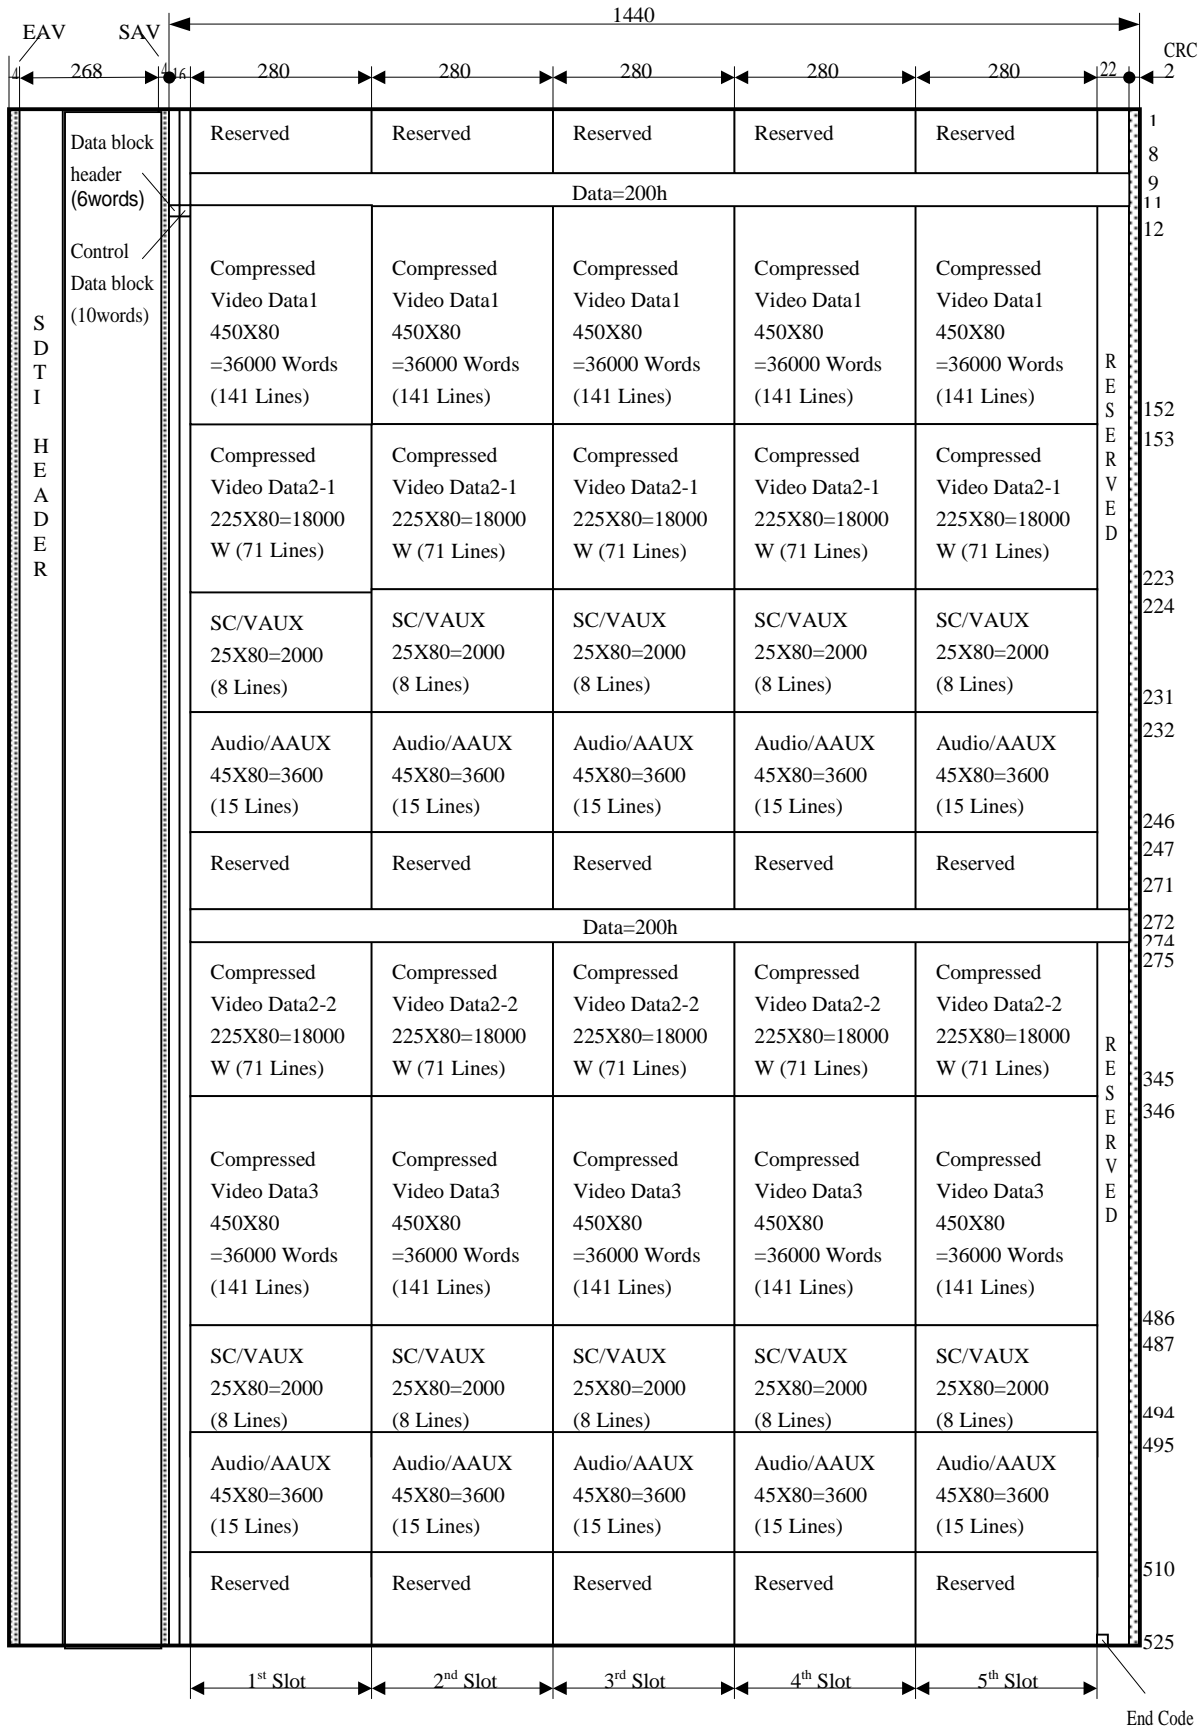 1440
EAV SAV CRC
4 268 4 16 280 280 280 280 280 22 2
Reserved Reserved Reserved Reserved Reserved
1
8
Data block
header
(6words)
Data=200h
9
11
12
Control
Data block
(10words)
Compressed Compressed Compressed Compressed Compressed
Video Data1 Video Data1 Video Data1 Video Data1 Video Data1
450X80 450X80 450X80 450X80 450X80
=36000 Words =36000 Words =36000 Words =36000 Words =36000 Words
(141 Lines) (141 Lines) (141 Lines) (141 Lines) (141 Lines)
SDTI HEADER
RESERVED
152
153
Compressed Compressed Compressed Compressed Compressed
Video Data2-1 Video Data2-1 Video Data2-1 Video Data2-1 Video Data2-1
225X80=18000 225X80=18000 225X80=18000 225X80=18000 225X80=18000
W (71 Lines) W (71 Lines) W (71 Lines) W (71 Lines) W (71 Lines)
223
224
SC/VAUX SC/VAUX SC/VAUX SC/VAUX SC/VAUX
25X80=2000 25X80=2000 25X80=2000 25X80=2000 25X80=2000
(8 Lines) (8 Lines) (8 Lines) (8 Lines) (8 Lines)
231
232
Audio/AAUX Audio/AAUX Audio/AAUX Audio/AAUX Audio/AAUX
45X80=3600 45X80=3600 45X80=3600 45X80=3600 45X80=3600
(15 Lines) (15 Lines) (15 Lines) (15 Lines) (15 Lines)
246
247
Reserved Reserved Reserved Reserved Reserved
271
Data=200h
272
274
275
Compressed Compressed Compressed Compressed Compressed
Video Data2-2 Video Data2-2 Video Data2-2 Video Data2-2 Video Data2-2
225X80=18000 225X80=18000 225X80=18000 225X80=18000 225X80=18000
W (71 Lines) W (71 Lines) W (71 Lines) W (71 Lines) W (71 Lines)
RESERVED
345
346
Compressed Compressed Compressed Compressed Compressed
Video Data3 Video Data3 Video Data3 Video Data3 Video Data3
450X80 450X80 450X80 450X80 450X80
=36000 Words =36000 Words =36000 Words =36000 Words =36000 Words
(141 Lines) (141 Lines) (141 Lines) (141 Lines) (141 Lines)
486
487
SC/VAUX SC/VAUX SC/VAUX SC/VAUX SC/VAUX
25X80=2000 25X80=2000 25X80=2000 25X80=2000 25X80=2000
(8 Lines) (8 Lines) (8 Lines) (8 Lines) (8 Lines)
494
495
Audio/AAUX Audio/AAUX Audio/AAUX Audio/AAUX Audio/AAUX
45X80=3600 45X80=3600 45X80=3600 45X80=3600 45X80=3600
(15 Lines) (15 Lines) (15 Lines) (15 Lines) (15 Lines)
510
Reserved Reserved Reserved Reserved Reserved
525
1st Slot 2nd Slot 3rd Slot 4th Slot 5th Slot
End Code